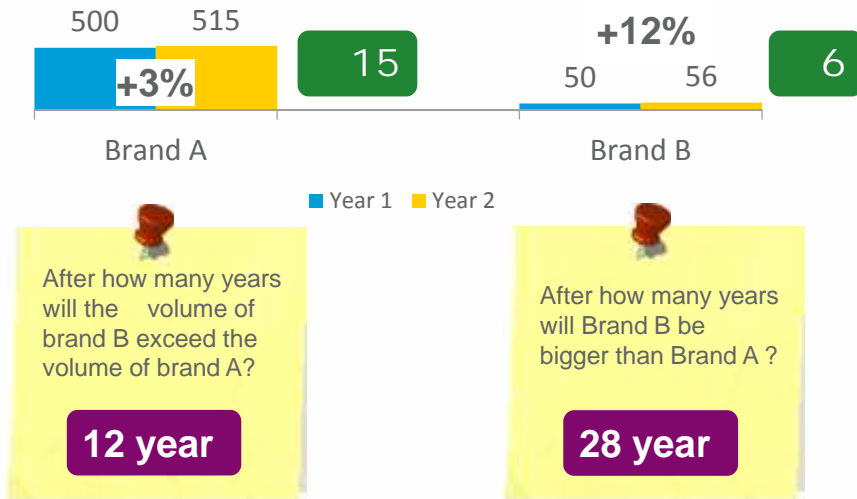 500 515
+3%
15
+12%
50 56
6
Brand A
Brand B
Year 1 Year 2
After how many years
will the volume of
brand B exceed the
volume of brand A?
12 year
After how many years
will Brand B be
bigger than Brand A ?
28 year